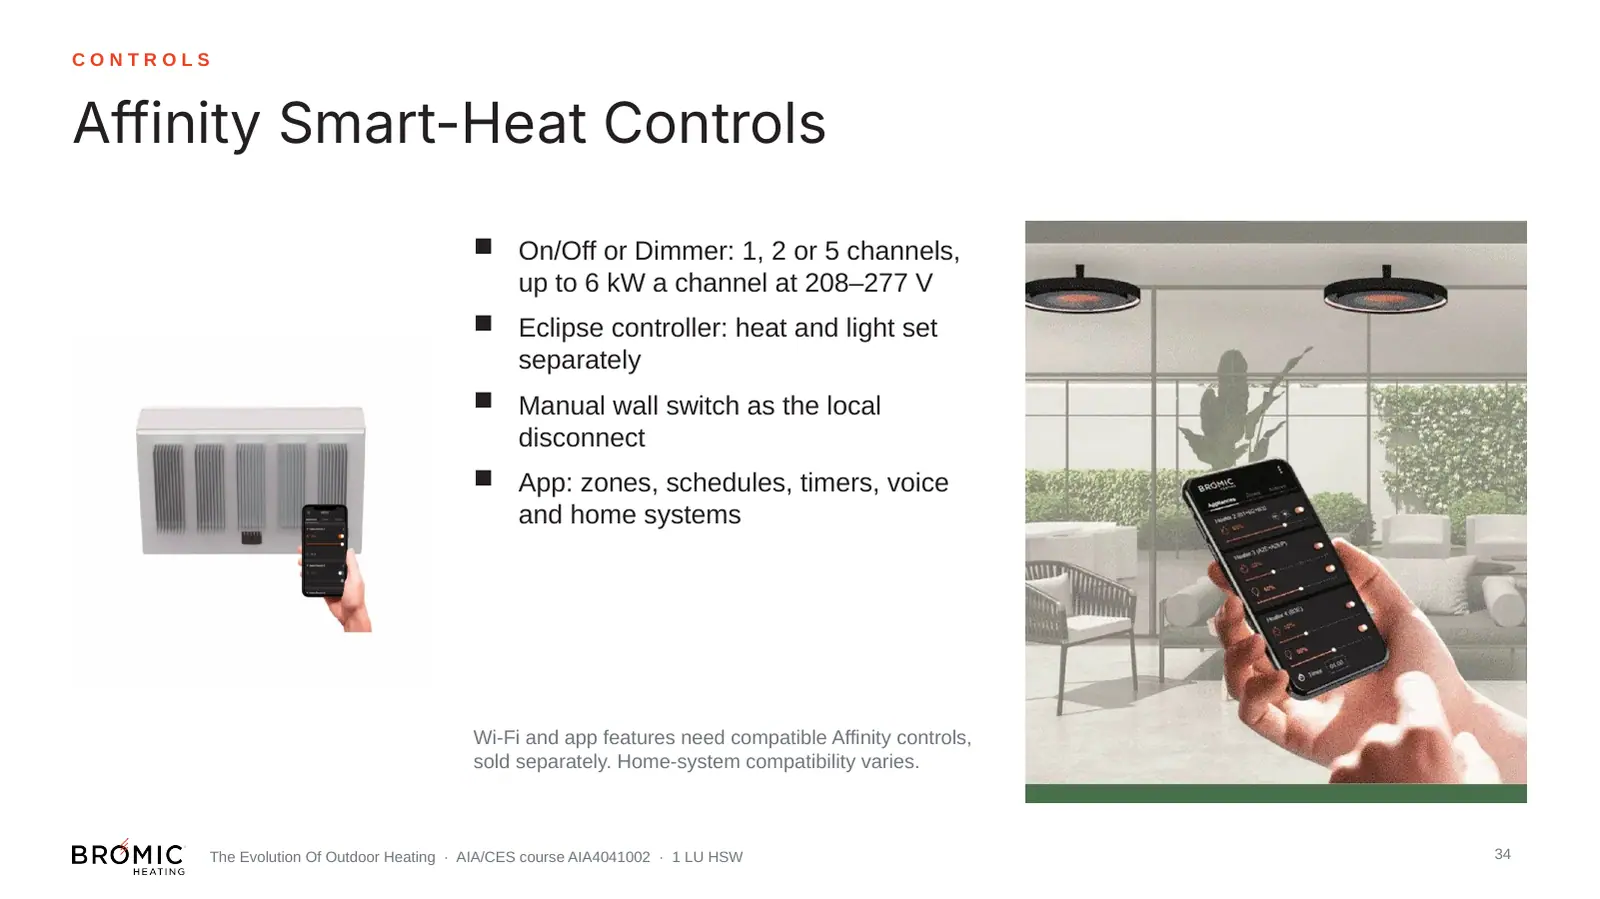 CONTROLS
Affinity Smart-Heat Controls
■ On/Off or Dimmer: 1, 2 or 5 channels,
up to 6 kW a channel at 208–277 V
■ Eclipse controller: heat and light set
separately
■ Manual wall switch as the local
disconnect
■ App: zones, schedules, timers, voice
and home systems
Wi-Fi and app features need compatible Affinity controls,
sold separately. Home-system compatibility varies.
BROMIC
HEATING
Appliances
Timer
BROMIC
HEATING
The Evolution Of Outdoor Heating · AIA/CES course AIA4041002 · 1 LU HSW
34